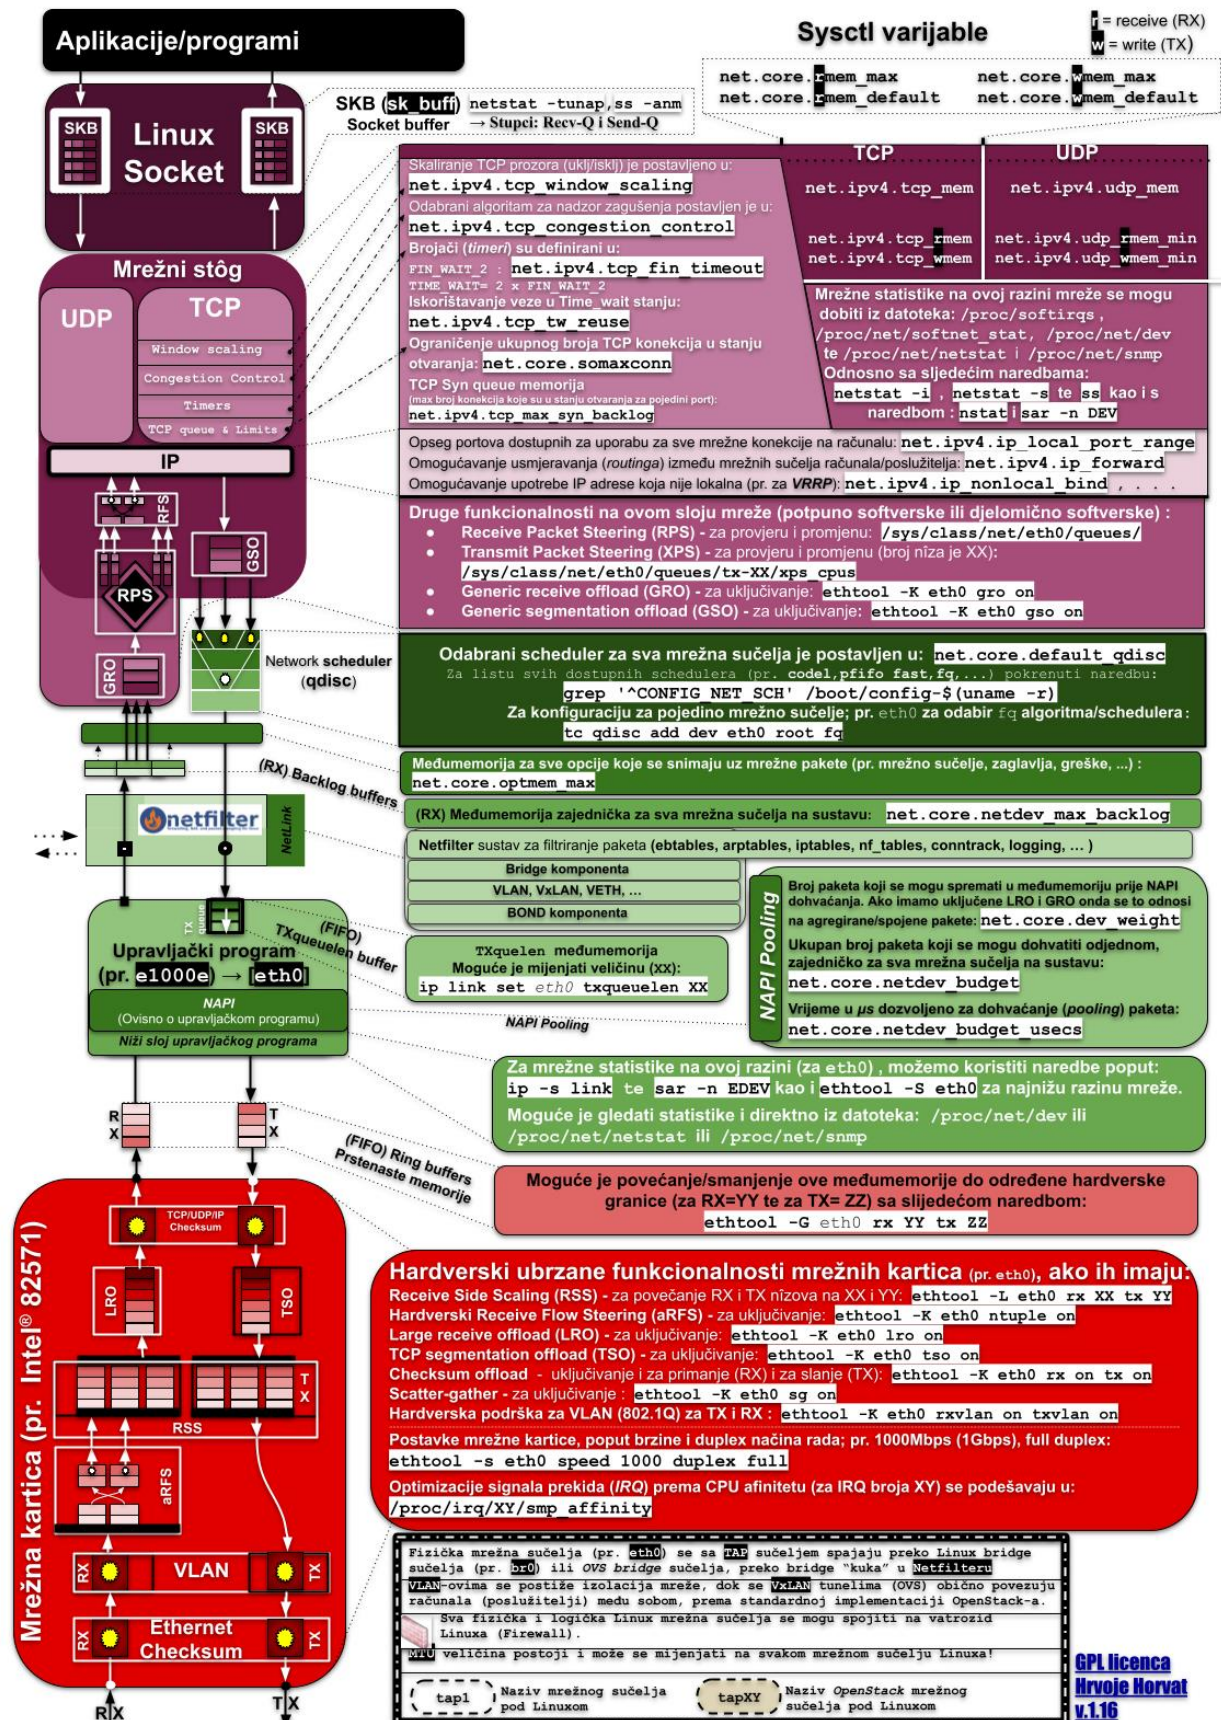 Aplikacije/programi
Sysctl varijable
r = receive (RX)
w = write (TX)
net.core.rmem_max
net.core.wmem_max
net.core.rmem_default
net.core.wmem_default
SKB
Linux
Socket
SKB
SKB (sk_buff) netstat -tunap,ss -anm
Socket buffer → Stupci: Recv-Q i Send-Q
TCP
UDP
net.ipv4.tcp_mem
net.ipv4.udp_mem
net.ipv4.tcp_rmem
net.ipv4.tcp_wmem
net.ipv4.udp_rmem_min
net.ipv4.udp_wmem_min
Skaliranje TCP prozora (uklj/isklj) je postavljeno u:
net.ipv4.tcp_window_scaling
Odabrani algoritam za nadzor zagušenja postavljen je u:
net.ipv4.tcp_congestion_control
Brojači (timeri) su definirani u:
FIN_WAIT_2 : net.ipv4.tcp_fin_timeout
TIME_WAIT= 2 x FIN_WAIT_2
Iskorištavanje veze u Time_wait stanju:
net.ipv4.tcp_tw_reuse
Ograničenje ukupnog broja TCP konekcija u stanju
otvaranja: net.core.somaxconn
TCP Syn queue memorija
(max broj konekcija koje su u stanju otvaranja za pojedini port):
net.ipv4.tcp_max_syn_backlog
Mrežne statistike na ovoj razini mreže se mogu
dobiti iz datoteka: /proc/softirqs ,
/proc/net/softnet_stat, /proc/net/dev
te /proc/net/netstat i /proc/net/snmp
Odnosno sa sljedećim naredbama:
netstat -i , netstat -s te ss kao i s
naredbom : nstat i sar -n DEV
Mrežni stôg
UDP
TCP
Window scaling
Congestion Control
Timers
TCP queue & Limits
IP
RFS
GSO
RPS
GRO
Opseg portova dostupnih za uporabu za sve mrežne konekcije na računalu: net.ipv4.ip_local_port_range
Omogućavanje usmjeravanja (routinga) između mrežnih sučelja računala/poslužitelja: net.ipv4.ip_forward
Omogućavanje upotrebe IP adrese koja nije lokalna (pr. za VRRP): net.ipv4.ip_nonlocal_bind , . . .
Druge funkcionalnosti na ovom sloju mreže (potpuno softverske ili djelomično softverske) :
● Receive Packet Steering (RPS) - za provjeru i promjenu: /sys/class/net/eth0/queues/
● Transmit Packet Steering (XPS) - za provjeru i promjenu (broj nîza je XX):
/sys/class/net/eth0/queues/tx-XX/xps_cpus
● Generic receive offload (GRO) - za uključivanje: ethtool -K eth0 gro on
● Generic segmentation offload (GSO) - za uključivanje: ethtool -K eth0 gso on
Network scheduler
(qdisc)
Odabrani scheduler za sva mrežna sučelja je postavljen u: net.core.default_qdisc
Za listu svih dostupnih schedulera (pr. codel,pfifo fast,fq,...) pokrenuti naredbu:
grep '^CONFIG_NET_SCH' /boot/config-$(uname -r)
Za konfiguraciju za pojedino mrežno sučelje; pr. eth0 za odabir fq algoritma/schedulera:
tc qdisc add dev eth0 root fq
(RX) Backlog buffers
Međumemorija za sve opcije koje se snimaju uz mrežne pakete (pr. mrežno sučelje, zaglavlja, greške, ...) :
net.core.optmem_max
(RX) Međumemorija zajednička za sva mrežna sučelja na sustavu: net.core.netdev_max_backlog
netfilter
NetLink
Netfilter sustav za filtriranje paketa (ebtables, arptables, iptables, nf_tables, conntrack, logging, ... )
Bridge komponenta
VLAN, VxLAN, VETH, ...
BOND komponenta
NAPI Pooling
Broj paketa koji se mogu spremati u međumemoriju prije NAPI
dohvaćanja. Ako imamo uključene LRO i GRO onda se to odnosi
na agregirane/spojene pakete: net.core.dev_weight
Ukupan broj paketa koji se mogu dohvatiti odjednom,
zajedničko za sva mrežna sučelja na sustavu:
net.core.netdev_budget
Vrijeme u µs dozvoljeno za dohvaćanje (pooling) paketa:
net.core.netdev_budget_usecs
TX
queue
(FIFO)
TXqueuelen buffer
Upravljački program
(pr. e1000e) → [eth0]
NAPI
(Ovisno o upravljačkom programu)
Niži sloj upravljačkog programa
TXquelen međumemorija
Moguće je mijenjati veličinu (XX):
ip link set eth0 txqueuelen XX
NAPI Pooling
Za mrežne statistike na ovoj razini (za eth0) , možemo koristiti naredbe poput:
ip -s link te sar -n EDEV kao i ethtool -S eth0 za najnižu razinu mreže.
Moguće je gledati statistike i direktno iz datoteka: /proc/net/dev ili
/proc/net/netstat ili /proc/net/snmp
RX
TX
(FIFO) Ring buffers
Prstenaste memorije
Moguće je povećanje/smanjenje ove međumemorije do određene hardverske
granice (za RX=YY te za TX= ZZ) sa slijedećom naredbom:
ethtool -G eth0 rx YY tx ZZ
Mrežna kartica (pr. Intel® 82571)
TCP/UDP/IP
Checksum
LRO
TSO
TX
RSS
aRFS
RX
VLAN
TX
RX
Ethernet
Checksum
TX
RX
TX
Hardverski ubrzane funkcionalnosti mrežnih kartica (pr. eth0), ako ih imaju:
Receive Side Scaling (RSS) - za povečanje RX i TX nîzova na XX i YY: ethtool -L eth0 rx XX tx YY
Hardverski Receive Flow Steering (aRFS) - za uključivanje: ethtool -K eth0 ntuple on
Large receive offload (LRO) - za uključivanje: ethtool -K eth0 lro on
TCP segmentation offload (TSO) - za uključivanje: ethtool -K eth0 tso on
Checksum offload - uključivanje i za primanje (RX) i za slanje (TX): ethtool -K eth0 rx on tx on
Scatter-gather - za uključivanje : ethtool -K eth0 sg on
Hardverska podrška za VLAN (802.1Q) za TX i RX : ethtool -K eth0 rxvlan on txvlan on
Postavke mrežne kartice, poput brzine i duplex načina rada; pr. 1000Mbps (1Gbps), full duplex:
ethtool -s eth0 speed 1000 duplex full
Optimizacije signala prekida (IRQ) prema CPU afinitetu (za IRQ broja XY) se podešavaju u:
/proc/irq/XY/smp_affinity
Fizička mrežna sučelja (pr. eth0) se sa TAP sučeljem spajaju preko Linux bridge
sučelja (pr. br0) ili OVS bridge sučelja, preko bridge “kuka” u Netfilteru
VLAN-ovima se postiže izolacija mreže, dok se VxLAN tunelima (OVS) obično povezuju
računala (poslužitelji) među sobom, prema standardnoj implementaciji OpenStack-a.
Sva fizička i logička Linux mrežna sučelja se mogu spojiti na vatrozid
Linuxa (Firewall).
MTU veličina postoji i može se mijenjati na svakom mrežnom sučelju Linuxa!
tap1
Naziv mrežnog sučelja
pod Linuxom
tapXY
Naziv OpenStack mrežnog
sučelja pod Linuxom
GPL licenca
Hrvoje Horvat
v.1.16